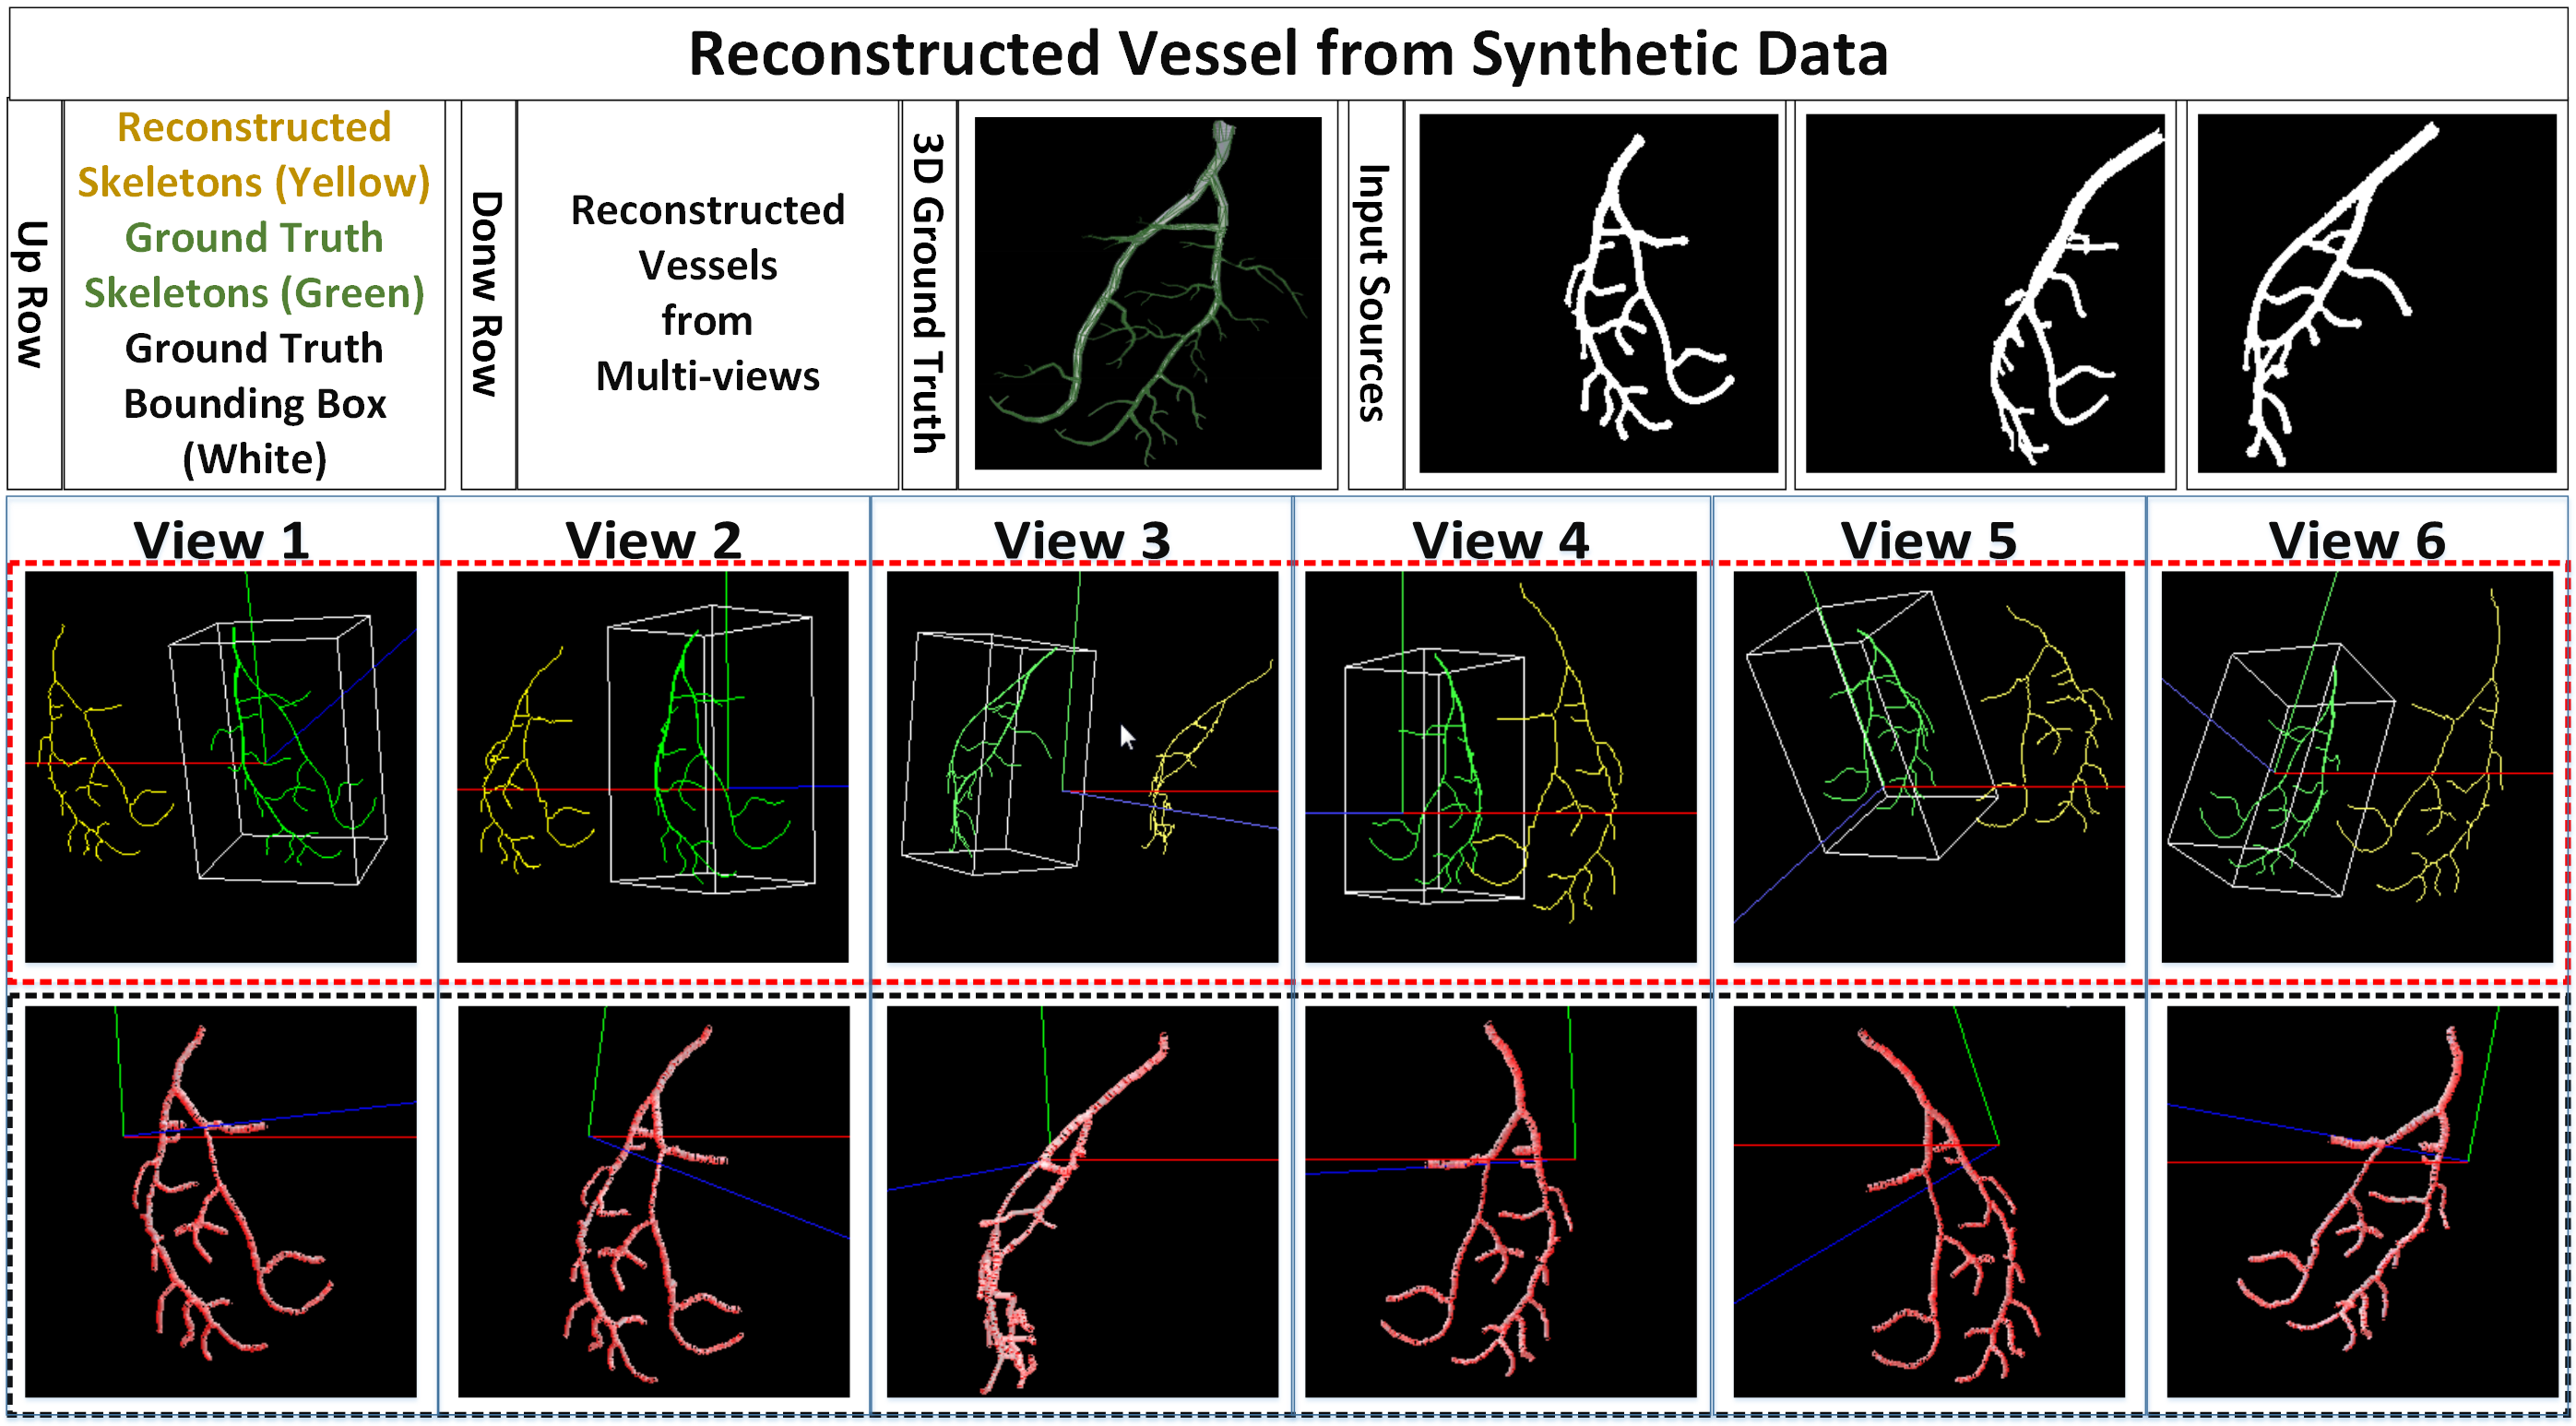 Reconstructed Vessel from Synthetic Data
Up Row
Reconstructed
Skeletons (Yellow)
Ground Truth
Skeletons (Green)
Ground Truth
Bounding Box
(White)
Donw Row
Reconstructed
Vessels
from
Multi-views
3D Ground Truth
Input Sources
View 1
View 2
View 3
View 4
View 5
View 6